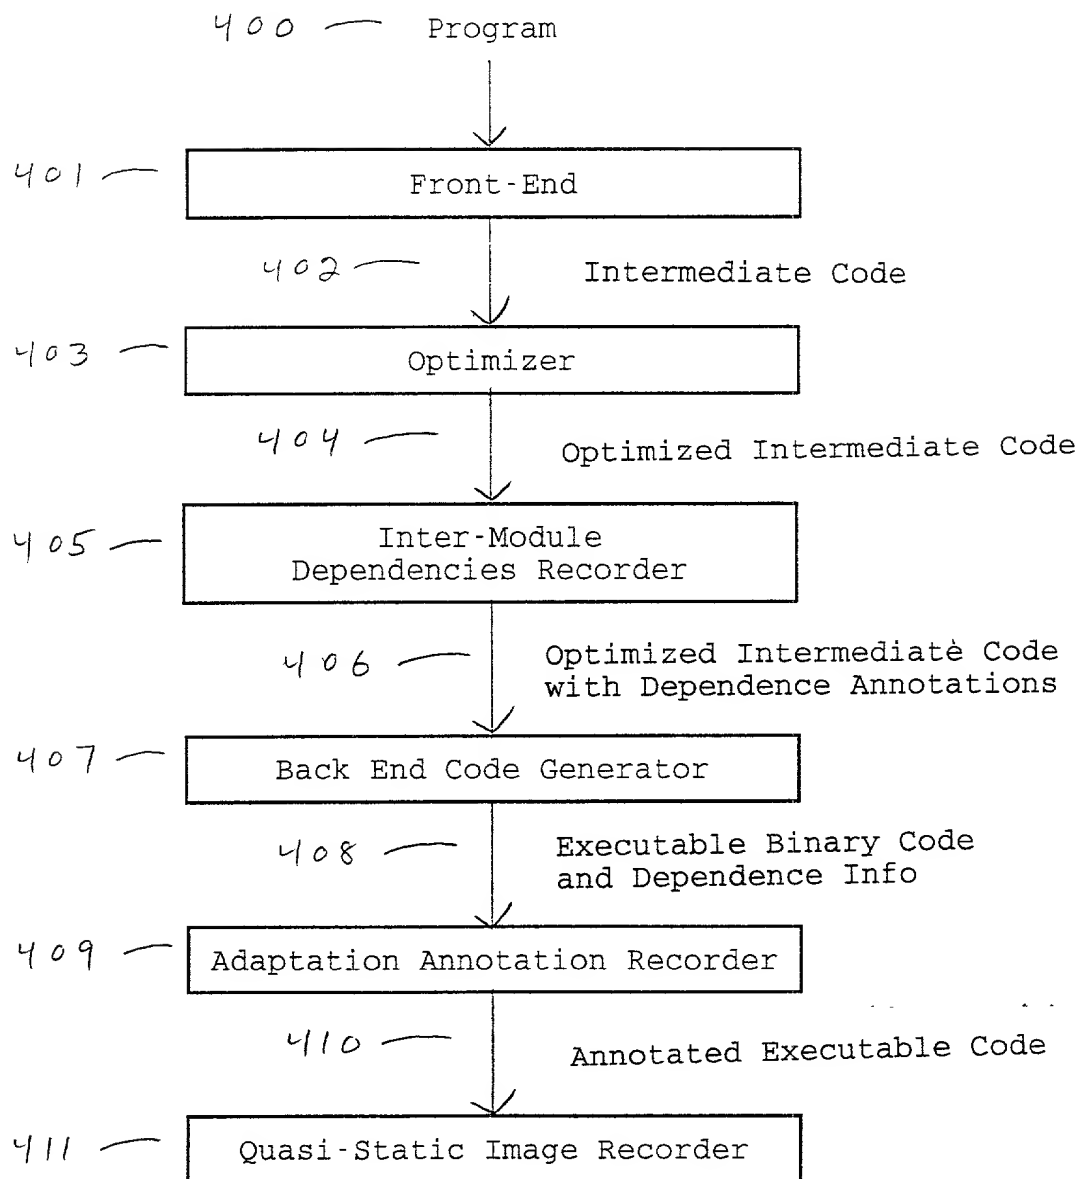 400 Program
401 Front-End
402 Intermediate Code
403 Optimizer
404 Optimized Intermediate Code
405 Inter-Module
Dependencies Recorder
406 Optimized Intermediate Code
with Dependence Annotations
407 Back End Code Generator
408 Executable Binary Code
and Dependence Info
409 Adaptation Annotation Recorder
410 Annotated Executable Code
411 Quasi-Static Image Recorder